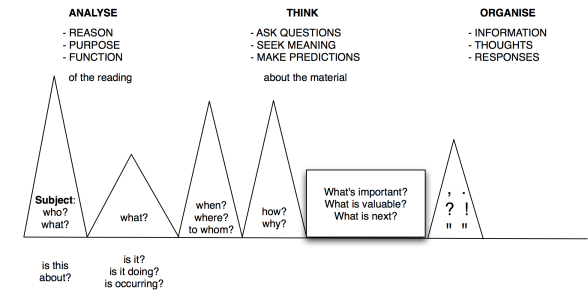 ANALYSE
- REASON
- PURPOSE
- FUNCTION
of the reading
THINK
- ASK QUESTIONS
- SEEK MEANING
- MAKE PREDICTIONS
about the material
ORGANISE
- INFORMATION
- THOUGHTS
- RESPONSES
Subject:
who?
what?
is this
about?
what?
is it?
is it doing?
is occurring?
when?
where?
to whom?
how?
why?
What's important?
What is valuable?
What is next?
, .
? !
" "